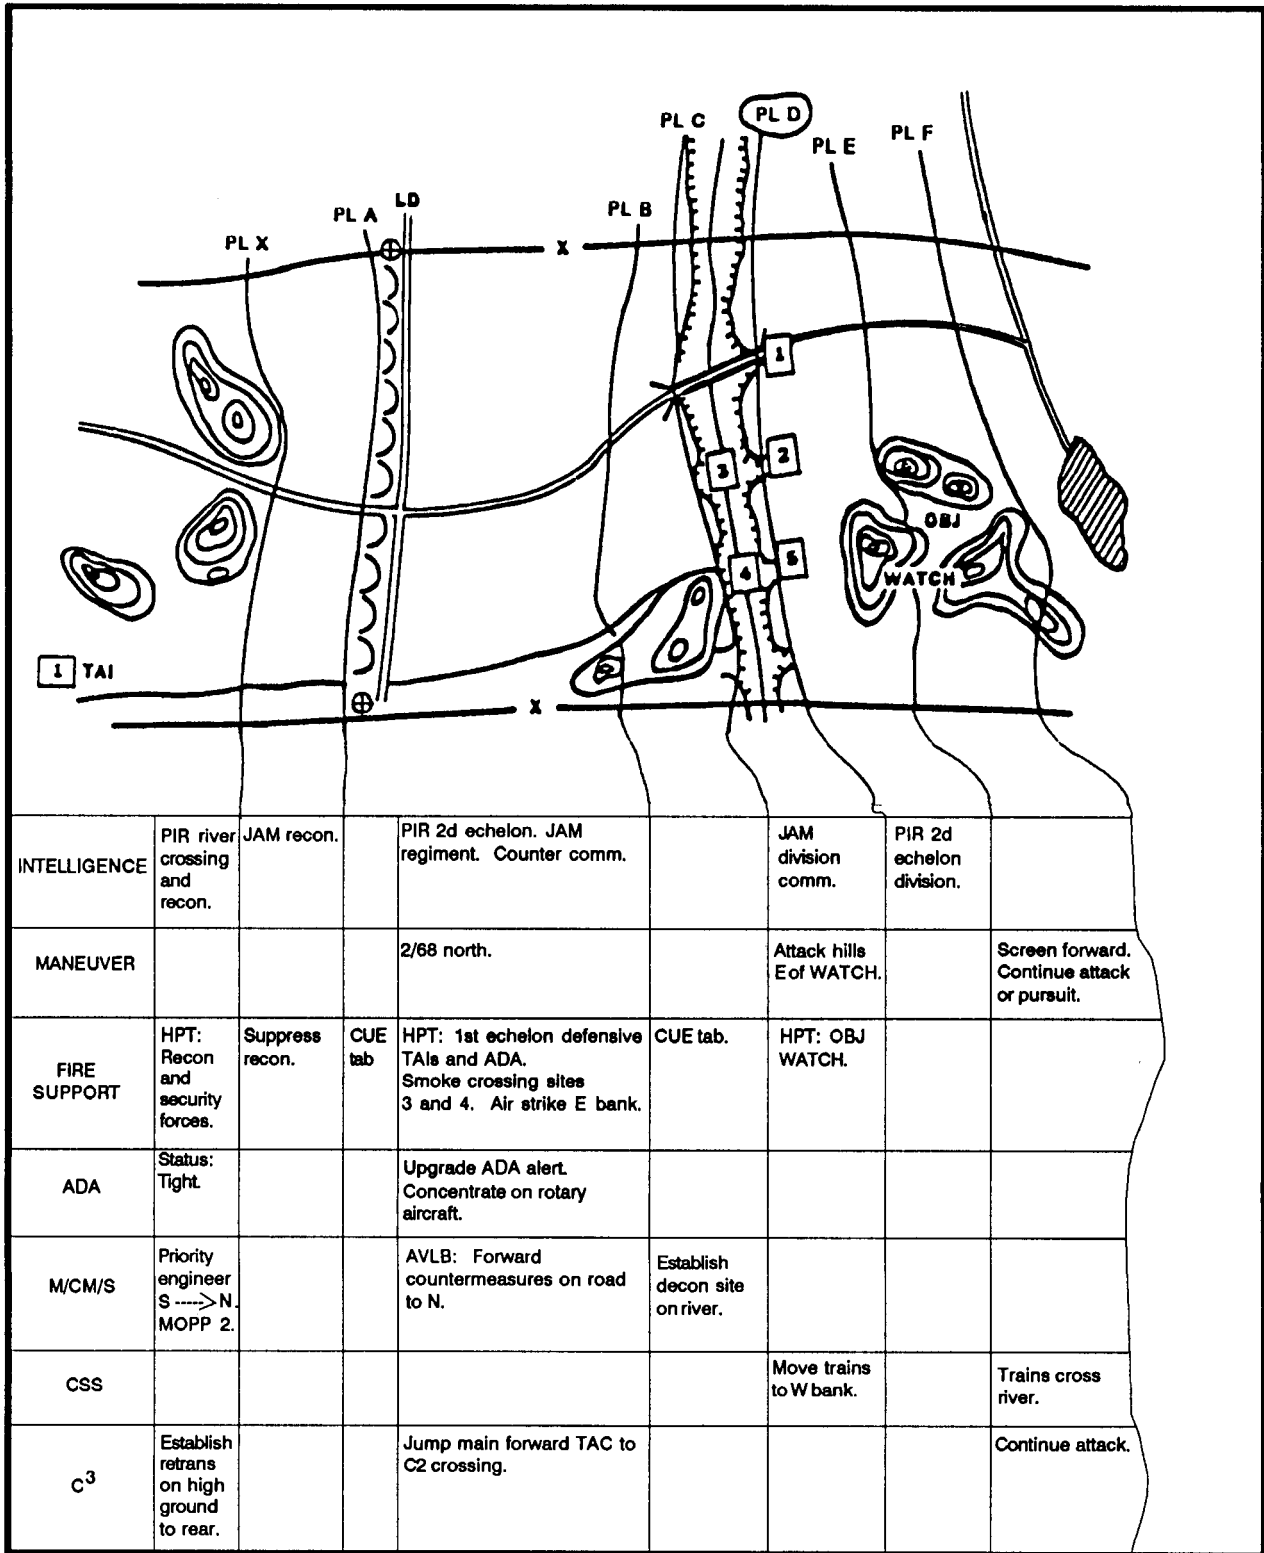 PL C
PL D
PL E
PL F
PL A
LD
PL B
PL X
X
1
2
3
OBJ
4
5
WATCH
1 TAI
X
INTELLIGENCE
PIR river
crossing
and
recon.
JAM recon.
PIR 2d echelon. JAM
regiment. Counter comm.
JAM
division
comm.
PIR 2d
echelon
division.
MANEUVER
2/68 north.
Attack hills
E of WATCH.
Screen forward.
Continue attack
or pursuit.
FIRE
SUPPORT
HPT:
Recon
and
security
forces.
Suppress
recon.
CUE
tab
HPT: 1st echelon defensive
TAIs and ADA.
Smoke crossing sites
3 and 4. Air strike E bank.
CUE tab.
HPT: OBJ
WATCH.
ADA
Status:
Tight.
Upgrade ADA alert.
Concentrate on rotary
aircraft.
M/CM/S
Priority
engineer
S ----->N.
MOPP 2.
AVLB: Forward
countermeasures on road
to N.
Establish
decon site
on river.
CSS
Move trains
to W bank.
Trains cross
river.
C3
Establish
retrans
on high
ground
to rear.
Jump main forward TAC to
C2 crossing.
Continue attack.